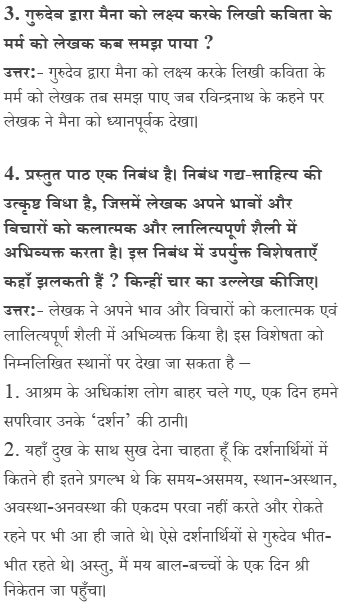 3. गुरुदेव द्वारा मैना को लक्ष्य करके लिखी कविता के
मर्म को लेखक कब समझ पाया ?
उत्तर:- गुरुदेव द्वारा मैना को लक्ष्य करके लिखी कविता के
मर्म को लेखक तब समझ पाए जब रविन्द्रनाथ के कहने पर
लेखक ने मैना को ध्यानपूर्वक देखा।
4. प्रस्तुत पाठ एक निबंध है। निबंध गद्य-साहित्य की
उत्कृष्ट विधा है, जिसमें लेखक अपने भावों और
विचारों को कलात्मक और लालित्यपूर्ण शैली में
अभिव्यक्त करता है। इस निबंध में उपर्युक्त विशेषताएँ
कहाँ झलकती हैं ? किन्हीं चार का उल्लेख कीजिए।
उत्तर:- लेखक ने अपने भाव और विचारों को कलात्मक एवं
लालित्यपूर्ण शैली में अभिव्यक्त किया है। इस विशेषता को
निम्नलिखित स्थानों पर देखा जा सकता है –
1. आश्रम के अधिकांश लोग बाहर चले गए, एक दिन हमने
सपरिवार उनके ‘दर्शन’ की ठानी।
2. यहाँ दुख के साथ सुख देना चाहता हूँ कि दर्शनार्थियों में
कितने ही इतने प्रगल्भ थे कि समय-असमय, स्थान-अस्थान,
अवस्था-अनवस्था की एकदम परवा नहीं करते और रोकते
रहने पर भी आ ही जाते थे। ऐसे दर्शनार्थियों से गुरुदेव भीत-
भीत रहते थे। अस्तु, मैं मय बाल-बच्चों के एक दिन श्री
निकेतन जा पहुँचा।